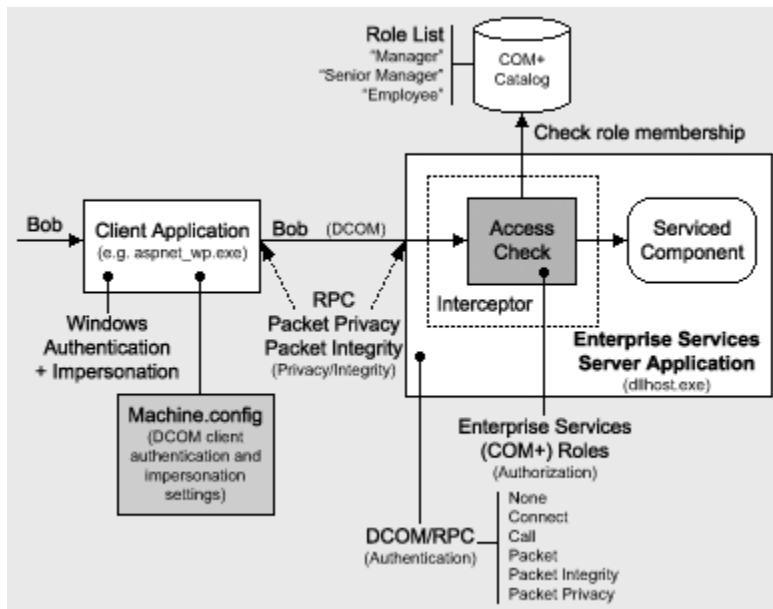 Role List
"Manager"
"Senior Manager"
"Employee"
COM+
Catalog
Check role membership
Bob
Client Application
(e.g. aspnet_wp.exe)
Bob (DCOM)
Access
Check
Serviced
Component
Interceptor
RPC
Packet Privacy
Packet Integrity
(Privacy/Integrity)
Windows
Authentication
+ Impersonation
Enterprise Services
Server Application
(dllhost.exe)
Machine.config
(DCOM client
authentication and
impersonation
settings)
Enterprise Services
(COM+) Roles
(Authorization)
DCOM/RPC
(Authentication)
None
Connect
Call
Packet
Packet Integrity
Packet Privacy